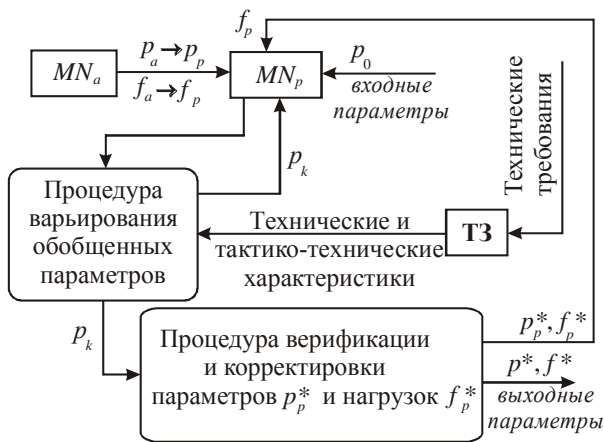 f_p
p_a → p_p
MN_a
f_a → f_p
MN_p
p_0
входные
параметры
Технические
требования
p_k
Процедура
варьирования
обобщенных
параметров
Технические и
тактико-технические
характеристики
ТЗ
p_k
Процедура верификации
и корректировки
параметров p_p* и нагрузок f_p*
p_p*, f_p*
p*, f*
выходные
параметры